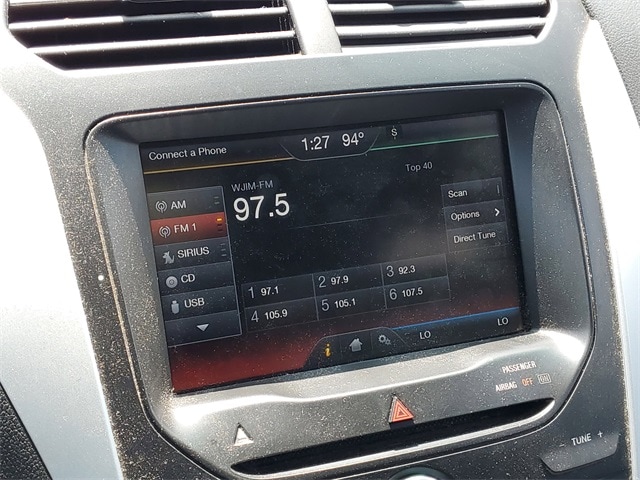 1:27 94°
S
Connect a Phone
Top 40
WJIM-FM
97.5
AM
FM 1
SIRIUS
CD
USB
Scan
Options >
Direct Tune
1 97.1 2 97.9 3 92.3
4 105.9 5 105.1 6 107.5
i LO LO
PASSENGER
AIRBAG OFF
TUNE +